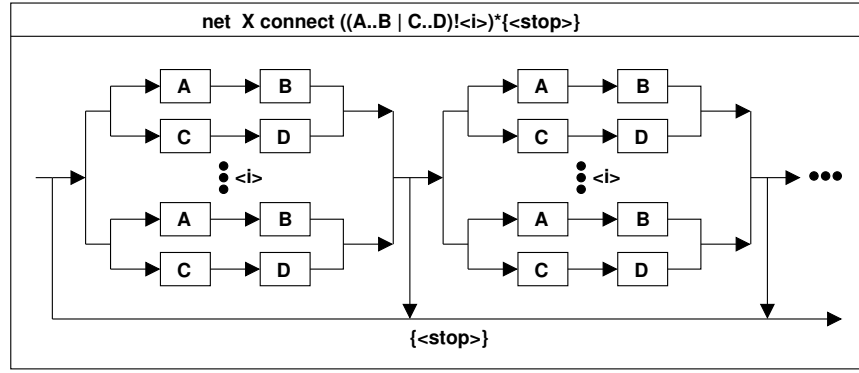 net X connect ((A..B | C..D)!<i>)*{<stop>}
A B A B
C D C D
<i> <i>
A B A B
C D C D
{<stop>}